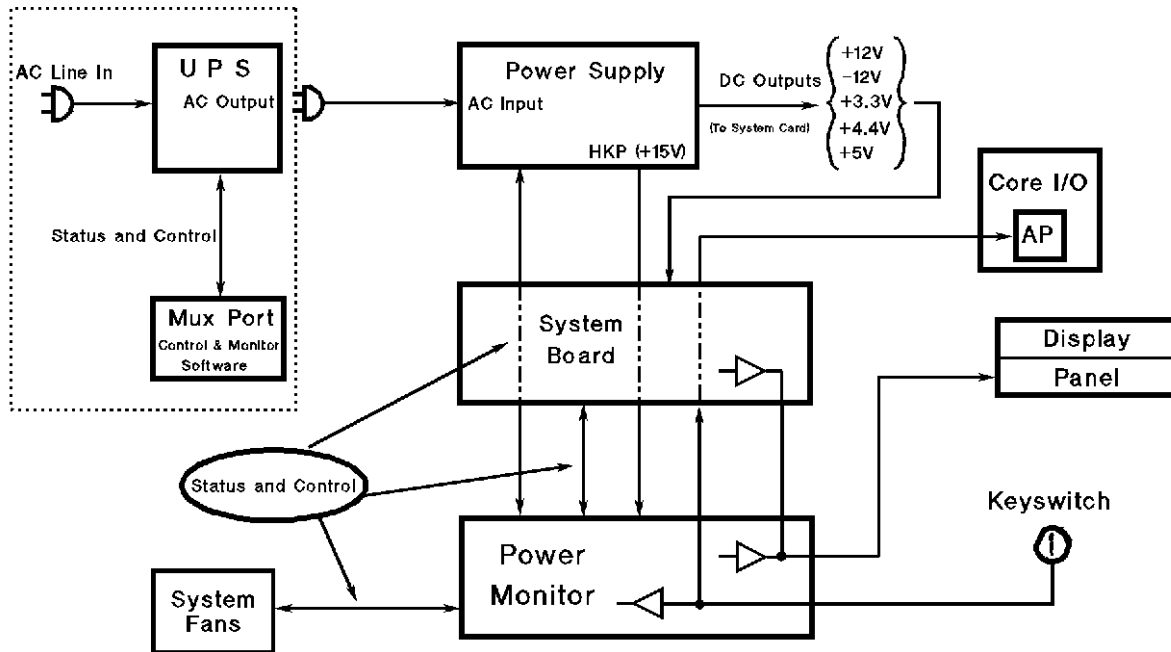 AC Line In
UPS
AC Output
Status and Control
Mux Port
Control & Monitor
Software
Power Supply
AC Input
HKP (+15V)
DC Outputs
(To System Card)
+12V
-12V
+3.3V
+4.4V
+5V
Core I/O
AP
System
Board
Display
Panel
Status and Control
Keyswitch
Power
Monitor
System
Fans